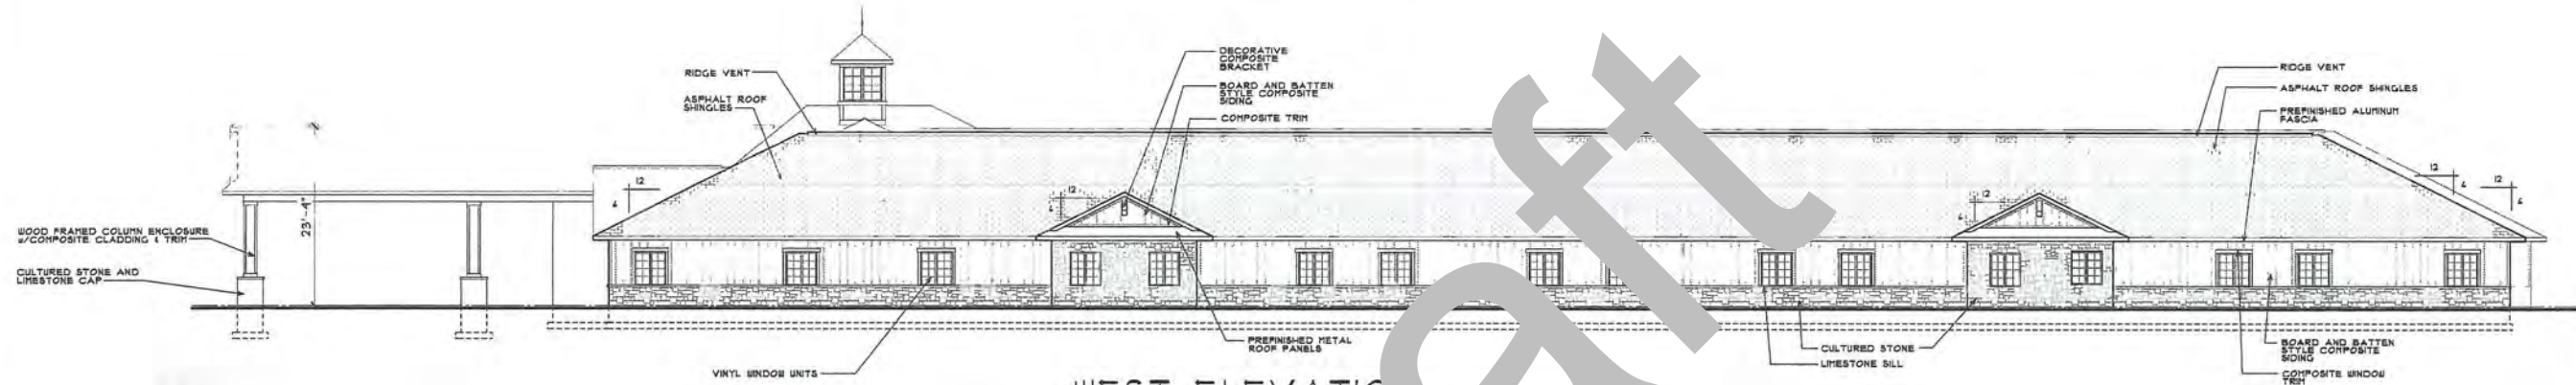 DECORATIVE
COMPOSITE
BRACKET
RIDGE VENT
ASPHALT ROOF
SHINGLES
BOARD AND BATTEN
STYLE COMPOSITE
SIDING
COMPOSITE TRIM
RIDGE VENT
ASPHALT ROOF SHINGLES
PREFINISHED ALUMINUM
FASCIA
12
4
12
4
12
4
12
4
12
4
23'-4"
WOOD FRAMED COLUMN ENCLOSURE
W/COMPOSITE CLADDING & TRIM
CULTURED STONE AND
LIMESTONE CAP
VINYL WINDOW UNITS
PREFINISHED METAL
ROOF PANELS
CULTURED STONE
LIMESTONE SILL
BOARD AND BATTEN
STYLE COMPOSITE
SIDING
COMPOSITE WINDOW
TRIM
WEST ELEVATIO
aft